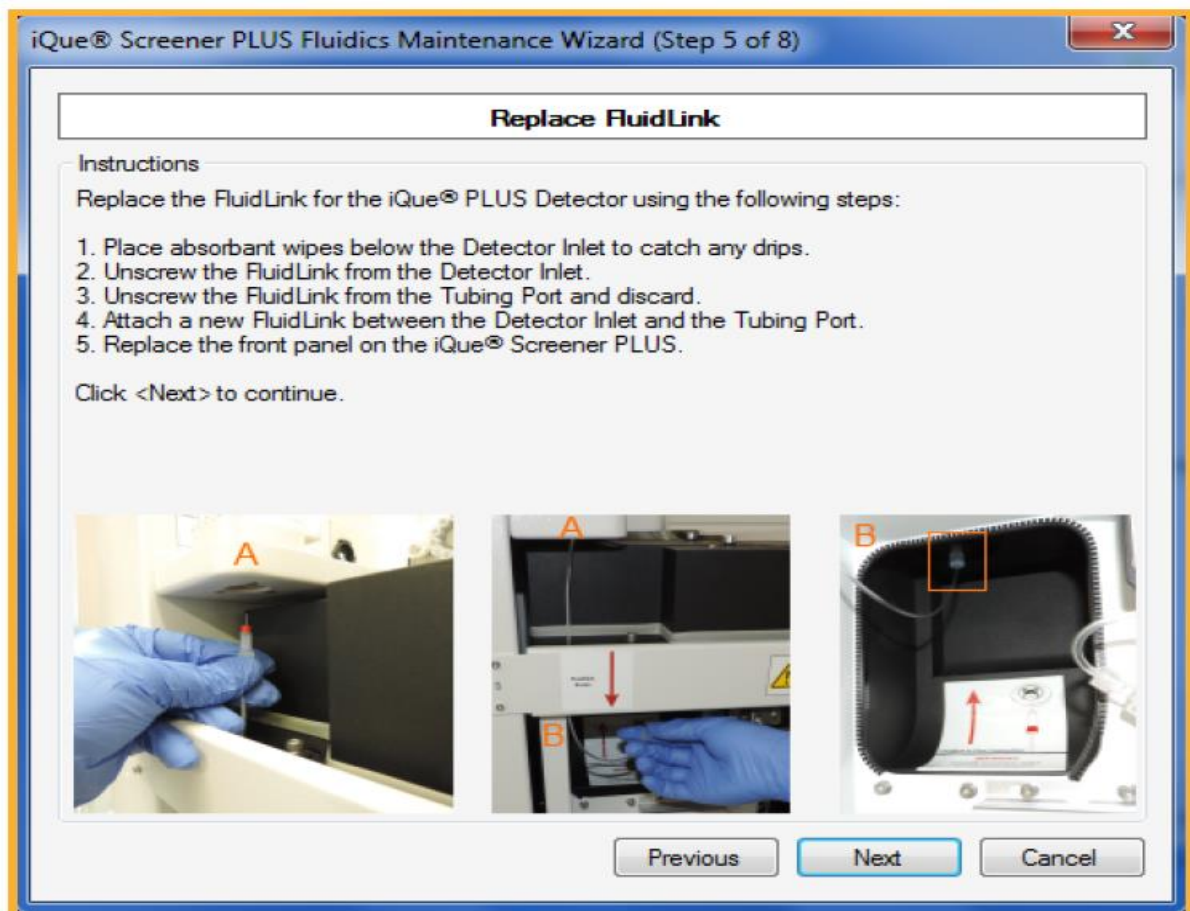 iQue® Screener PLUS Fluidics Maintenance Wizard (Step 5 of 8)
Replace FluidLink
Instructions
Replace the FluidLink for the iQue® PLUS Detector using the following steps:
1. Place absorbant wipes below the Detector Inlet to catch any drips.
2. Unscrew the FluidLink from the Detector Inlet.
3. Unscrew the FluidLink from the Tubing Port and discard.
4. Attach a new FluidLink between the Detector Inlet and the Tubing Port.
5. Replace the front panel on the iQue® Screener PLUS.
Click <Next> to continue.
A
A
B
B
Previous Next Cancel